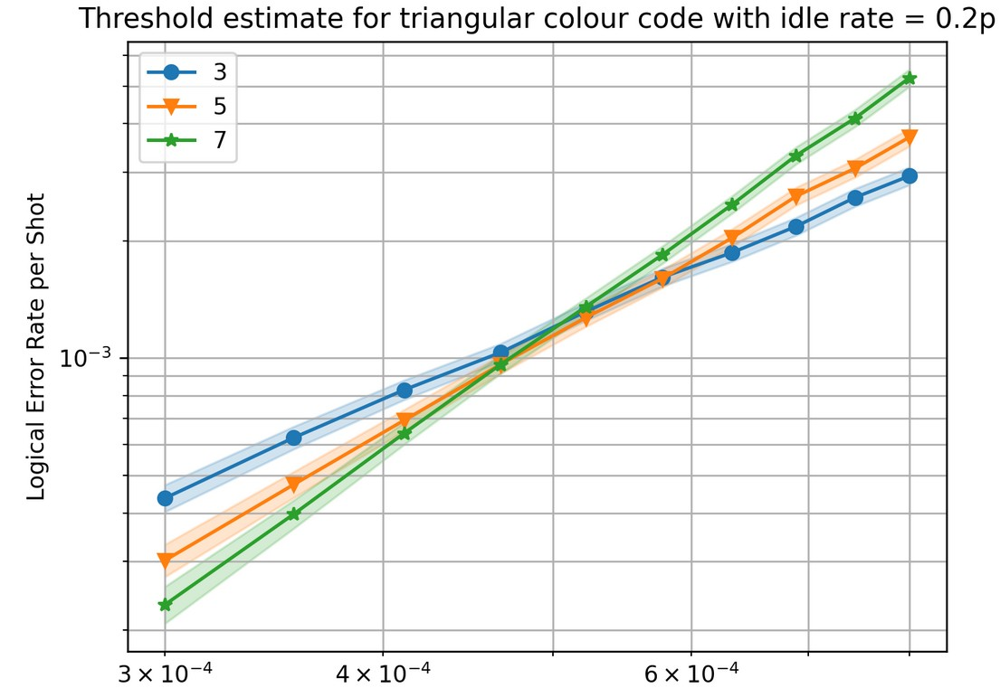 Threshold estimate for triangular colour code with idle rate = 0.2p
3
5
7
Logical Error Rate per Shot
10⁻³
3 × 10⁻⁴
4 × 10⁻⁴
6 × 10⁻⁴